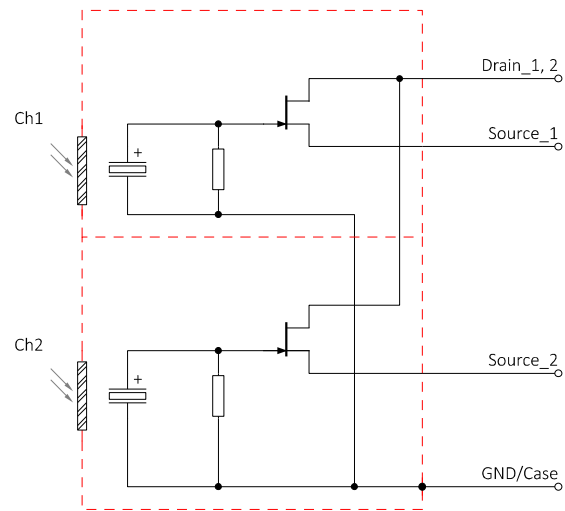 Drain_1, 2
Ch1
+
Source_1
Ch2
+
Source_2
GND/Case